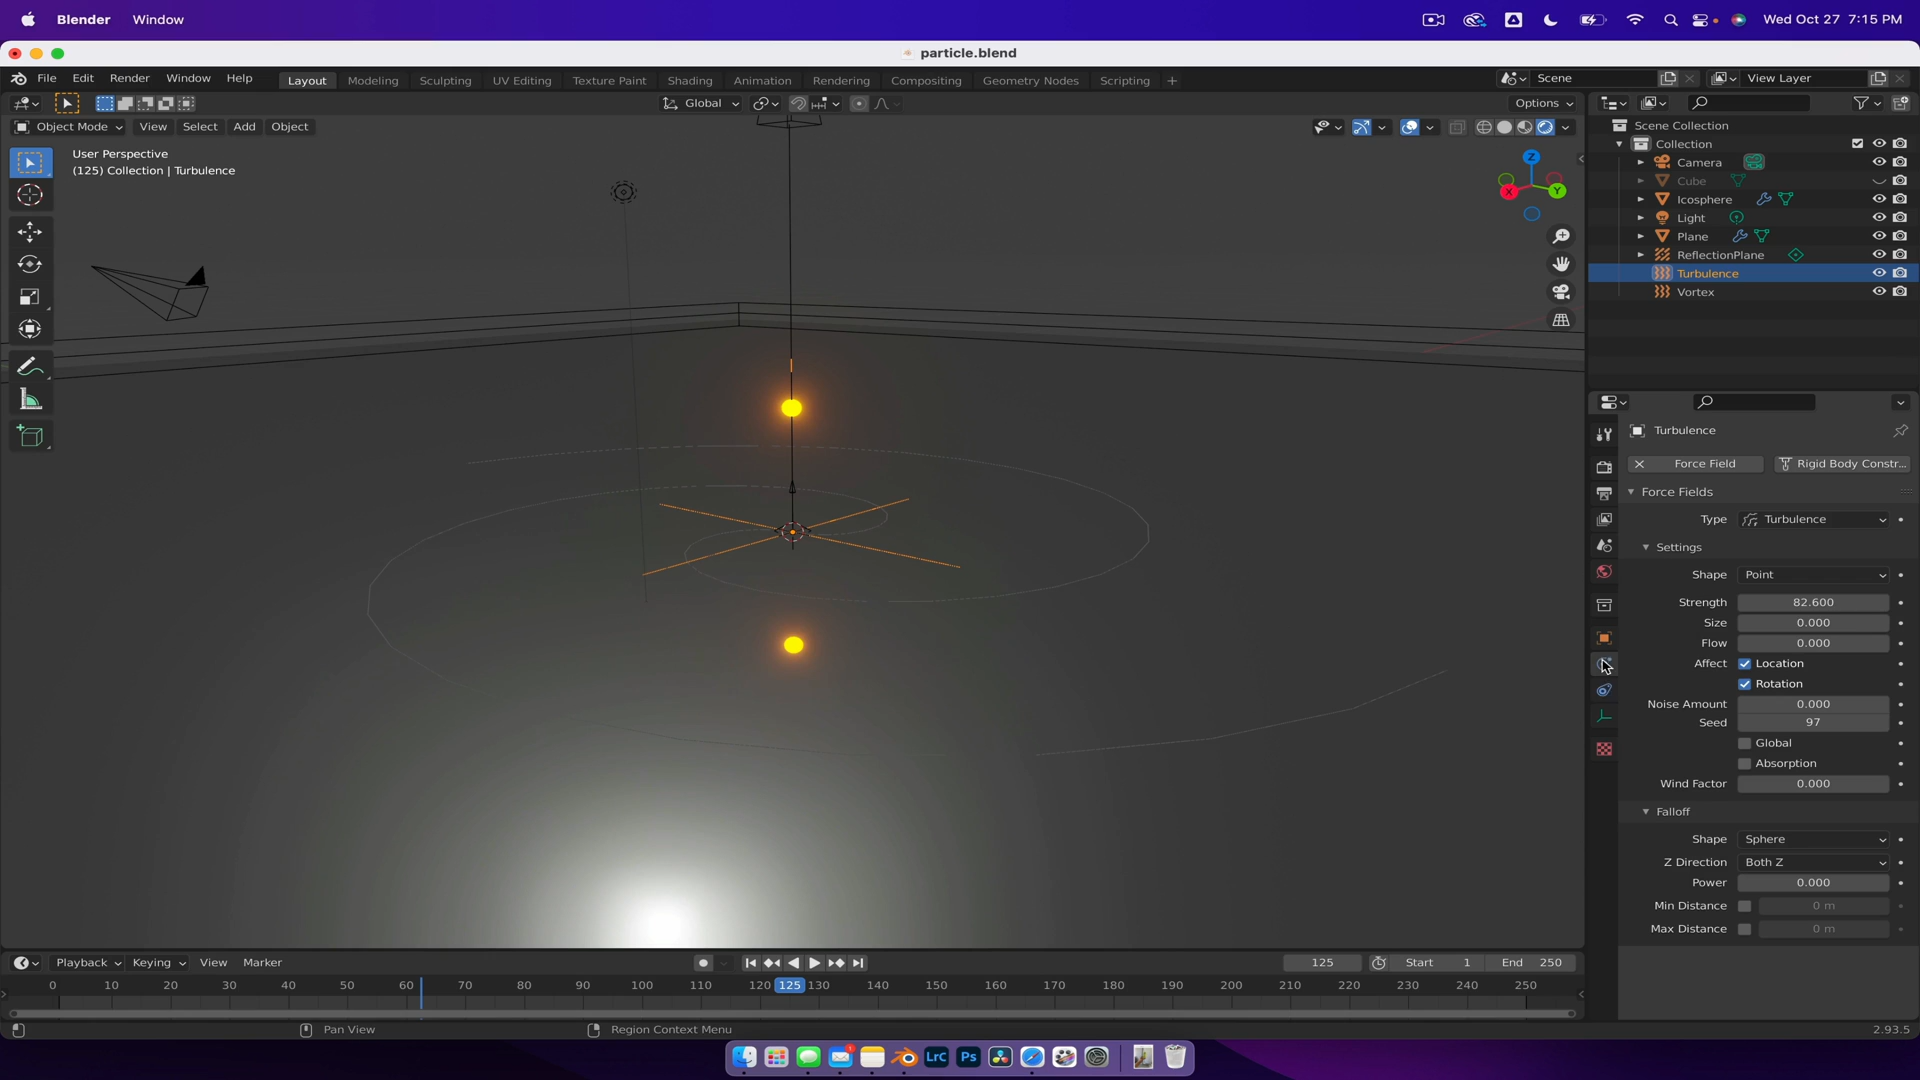 Blender Window
Wed Oct 27 7:15 PM
particle.blend
File Edit Render Window Help
Layout Modeling Sculpting UV Editing Texture Paint Shading Animation Rendering Compositing Geometry Nodes Scripting +
Scene
View Layer
Global
Options
Object Mode View Select Add Object
User Perspective
(125) Collection | Turbulence
Z
X
Y
Scene Collection
Collection
Camera
Cube
Icosphere
Light
Plane
ReflectionPlane
Turbulence
Vortex
Turbulence
Force Field
Rigid Body Constr...
Force Fields
Type Turbulence
Settings
Shape Point
Strength 82.600
Size 0.000
Flow 0.000
Affect Location
Rotation
Noise Amount 0.000
Seed 97
Global
Absorption
Wind Factor 0.000
Falloff
Shape Sphere
Z Direction Both Z
Power 0.000
Min Distance 0 m
Max Distance 0 m
Playback Keying View Marker
125
Start 1
End 250
0 10 20 30 40 50 60 70 80 90 100 110 120 125 130 140 150 160 170 180 190 200 210 220 230 240 250
Pan View
Region Context Menu
2.93.5
1
LrC
Ps